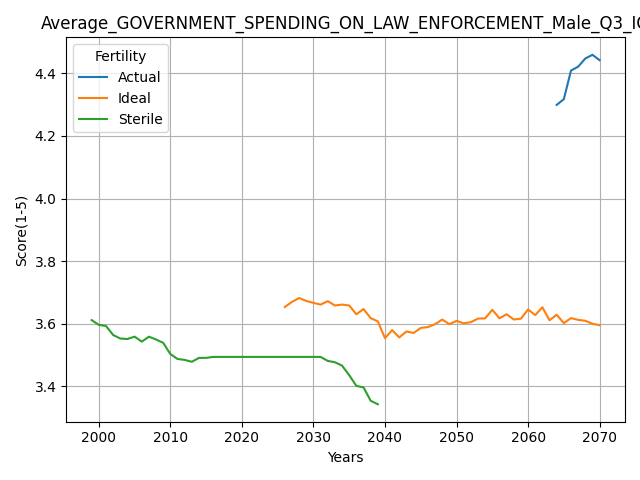 Average_GOVERNMENT_SPENDING_ON_LAW_ENFORCEMENT_Male_Q3_IQ
Fertility
Actual
Ideal
Sterile
4.4
4.2
4.0
3.8
3.6
3.4
Score(1-5)
2000 2010 2020 2030 2040 2050 2060 2070
Years